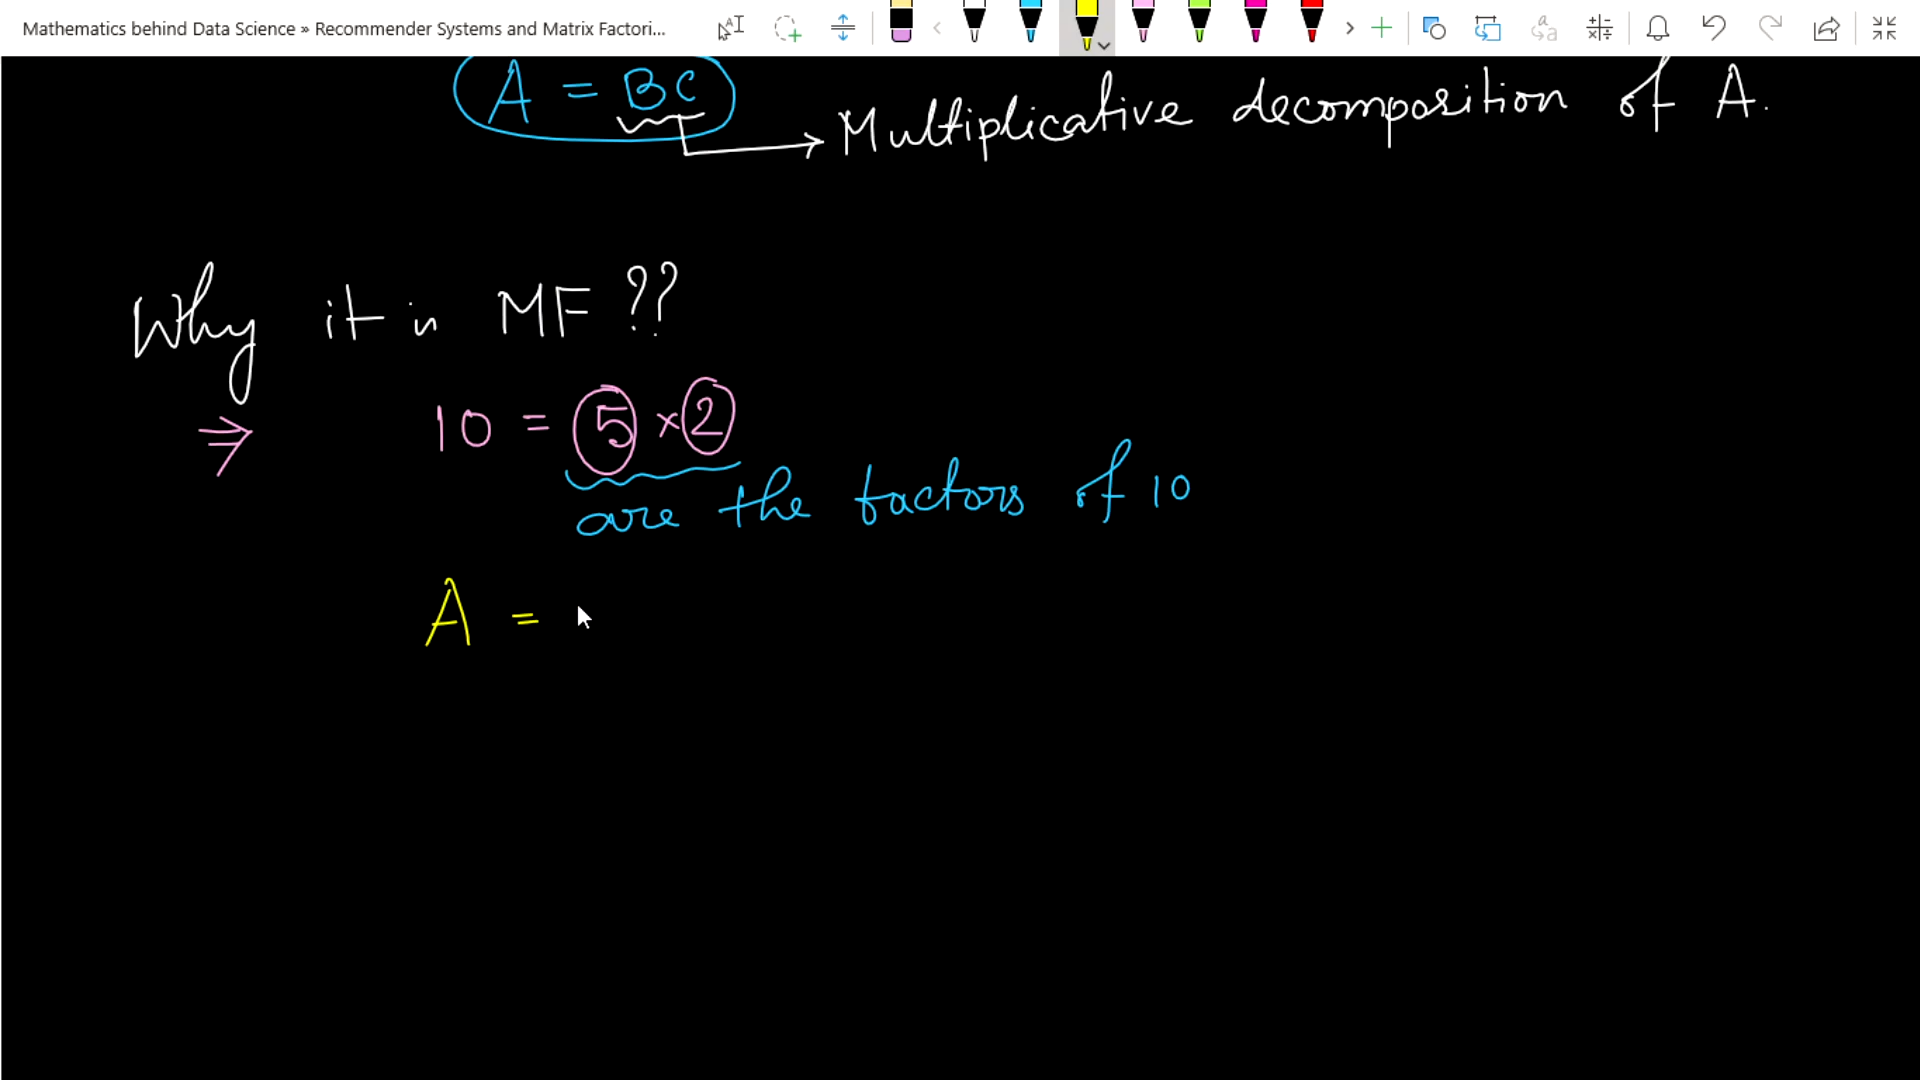 Mathematics behind Data Science » Recommender Systems and Matrix Factori...
A = BC
Multiplicative decomposition of A.
Why it is MF ??
⇒ 10 = 5 × 2
are the factors of 10
A =